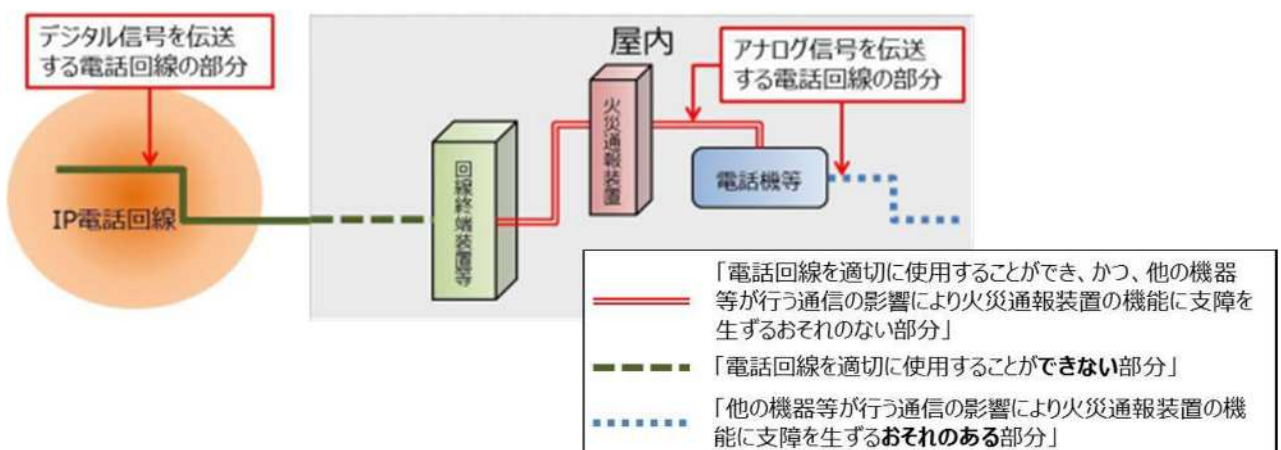 デジタル信号を伝送
する電話回線の部分
屋内
アナログ信号を伝送
する電話回線の部分
火災通報装置
回線終端装置等
電話機等
IP電話回線
「電話回線を適切に使用することができ、かつ、他の機器
等が行う通信の影響により火災通報装置の機能に支障を
生ずるおそれのない部分」
「電話回線を適切に使用することができない部分」
「他の機器等が行う通信の影響により火災通報装置の機
能に支障を生ずるおそれのある部分」